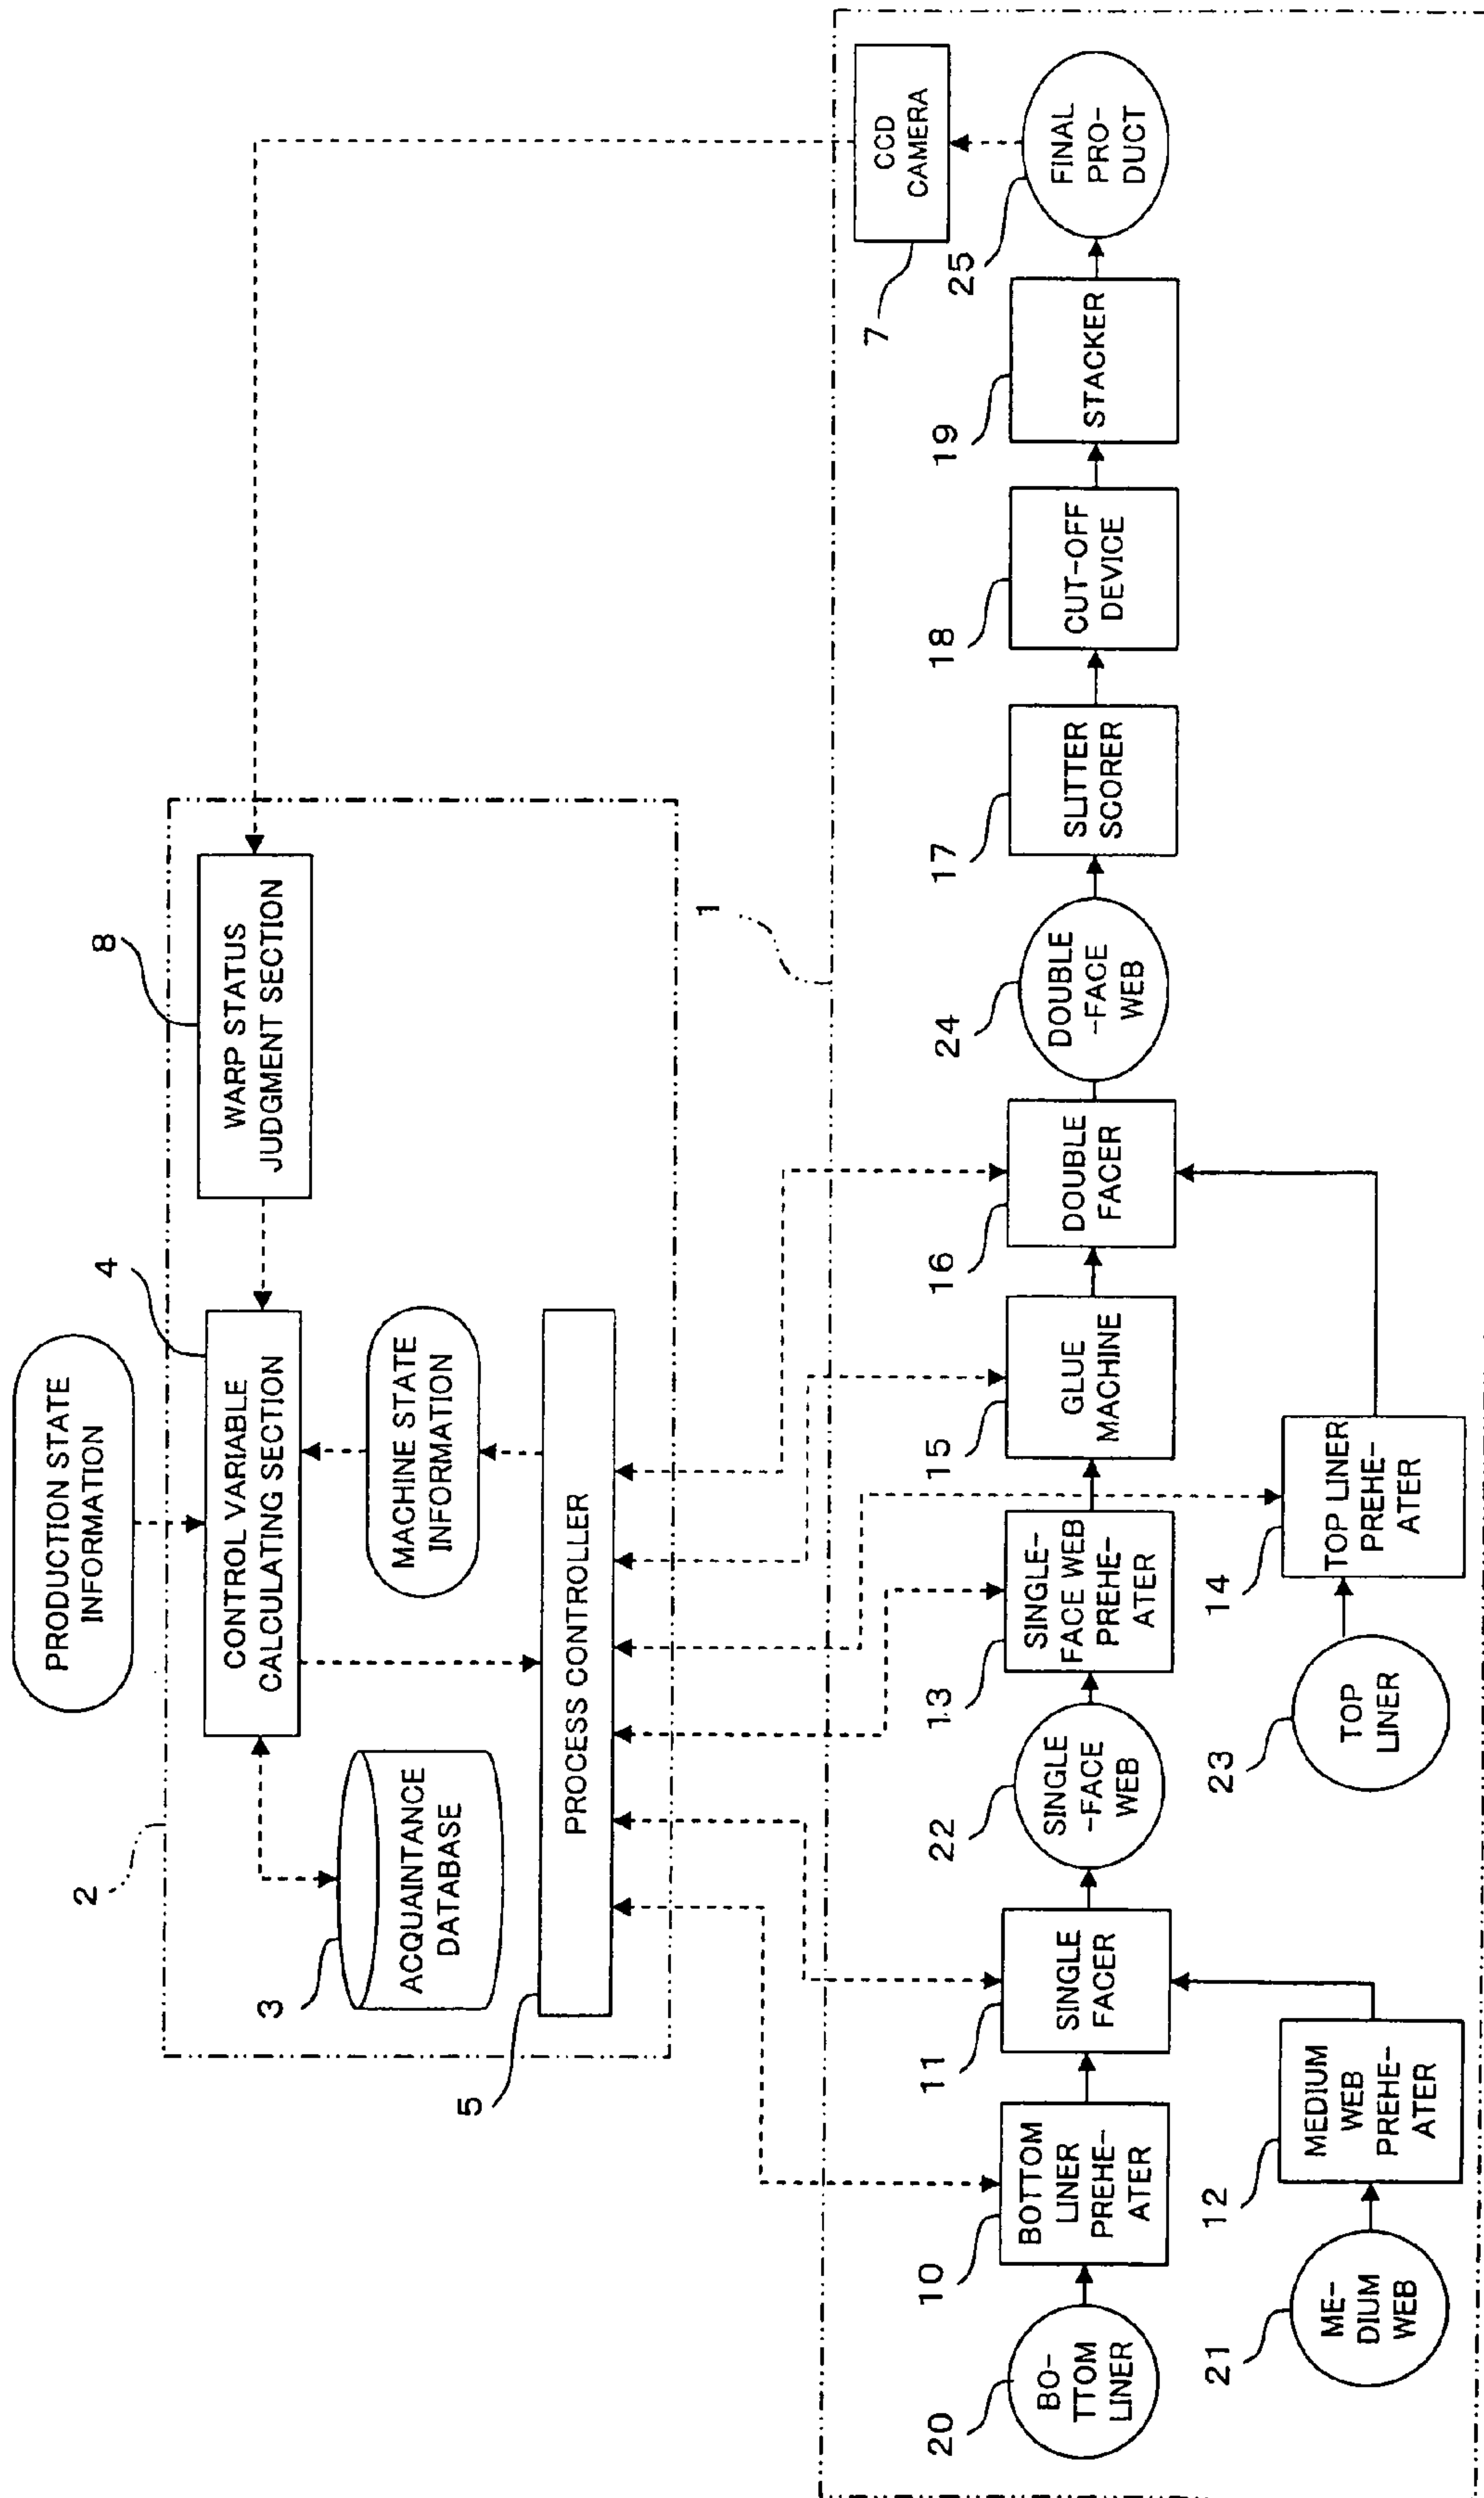 PRODUCTION STATE
INFORMATION
2
4
8
CONTROL VARIABLE
CALCULATING SECTION
WARP STATUS
JUDGMENT SECTION
3
ACQUAINTANCE
DATABASE
MACHINE STATE
INFORMATION
5
PROCESS CONTROLLER
1
7
CCD
CAMERA
20
BO-
TTOM
LINER
10
BOTTOM
LINER
PREHE-
ATER
11
SINGLE
FACER
22
SINGLE
-FACE
WEB
13
SINGLE-
FACE WEB
PREHE-
ATER
15
GLUE
MACHINE
16
DOUBLE
FACER
24
DOUBLE
-FACE
WEB
17
SLITTER
SCORER
18
CUT-OFF
DEVICE
19
STACKER
25
FINAL
PRO-
DUCT
21
ME-
DIUM
WEB
12
MEDIUM
WEB
PREHE-
ATER
23
TOP
LINER
14
TOP LINER
PREHE-
ATER